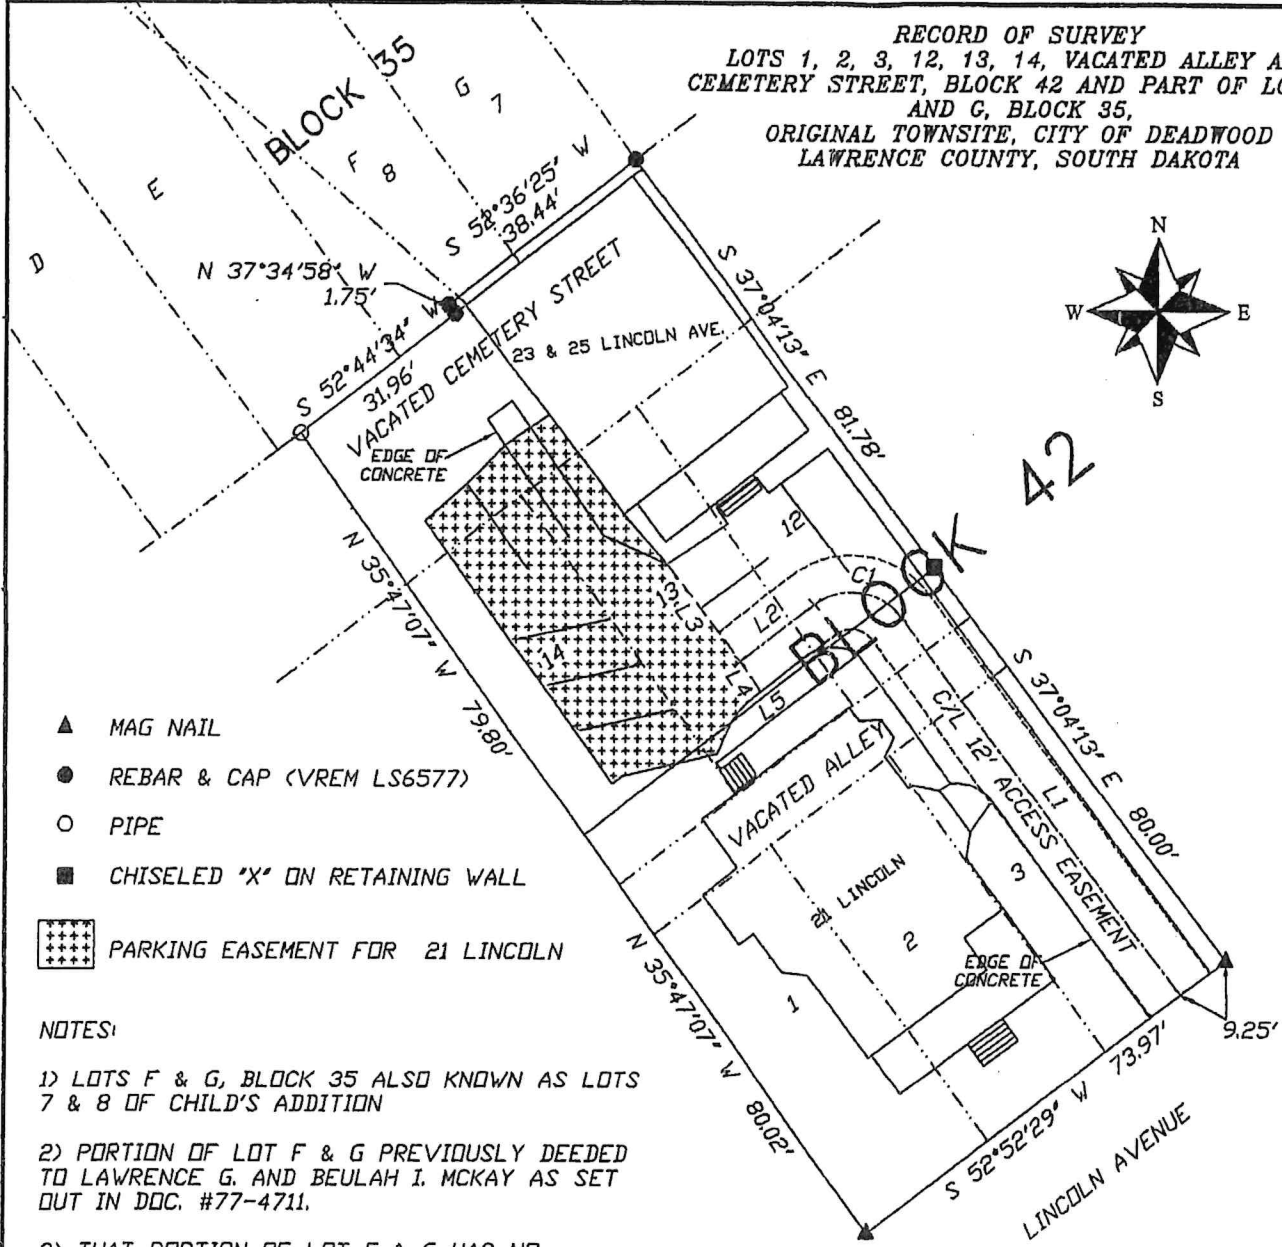 RECORD OF SURVEY
LOTS 1, 2, 3, 12, 13, 14, VACATED ALLEY
CEMETERY STREET, BLOCK 42 AND PART OF
AND G, BLOCK 35,
ORIGINAL TOWNSITE, CITY OF DEADWOOD
LAWRENCE COUNTY, SOUTH DAKOTA
BLOCK 35
G
7
F
8
E
D
S 52°36'25" W
38.44'
N 37°34'58" W
1.75'
S 52°44'34" W
31.96'
VACATED CEMETERY STREET
23 & 25 LINCOLN AVE.
S 37°04'13" E 81.78'
N
W
E
S
EDGE OF
CONCRETE
BLOCK 42
12
C1
13
L3
L2
14
L4
L5
N 35°47'07" W 79.80'
S 37°04'13" E 80.00'
C/L 12' ACCESS EASEMENT
L1
VACATED ALLEY
21 LINCOLN
3
2
1
EDGE OF
CONCRETE
N 35°47'07" W 80.02'
9.25'
S 52°52'29" W 73.97'
LINCOLN AVENUE
MAG NAIL
REBAR & CAP (VREM LS6577)
PIPE
CHISELED "X" ON RETAINING WALL
PARKING EASEMENT FOR 21 LINCOLN
NOTES:
1) LOTS F & G, BLOCK 35 ALSO KNOWN AS LOTS
7 & 8 OF CHILD'S ADDITION
2) PORTION OF LOT F & G PREVIOUSLY DEEDED
TO LAWRENCE G. AND BEULAH I. MCKAY AS SET
OUT IN DOC. #77-4711.